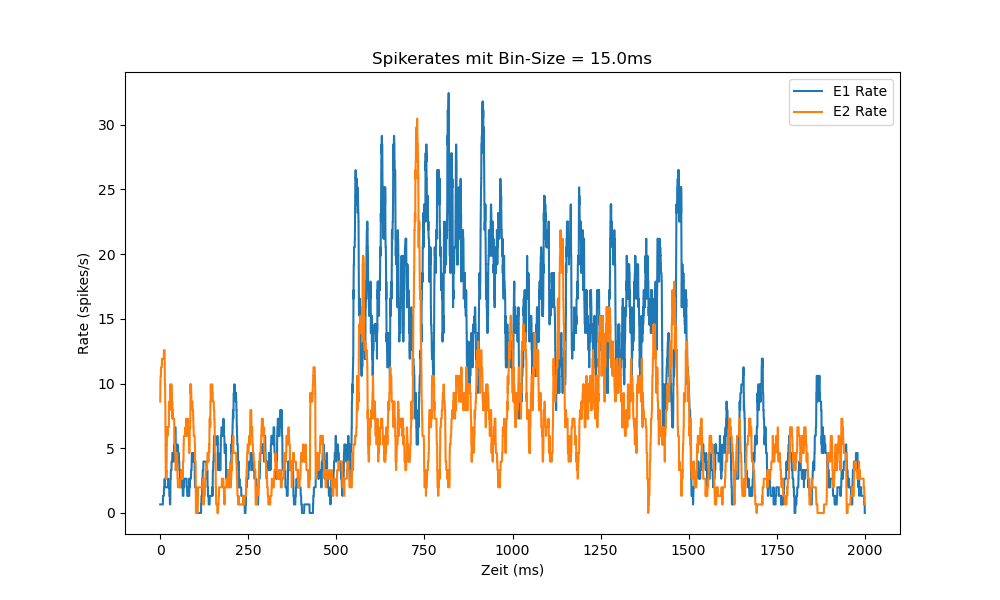 Spikerates mit Bin-Size = 15.0ms
E1 Rate
E2 Rate
Rate (spikes/s)
30
25
20
15
10
5
0
0 250 500 750 1000 1250 1500 1750 2000
Zeit (ms)